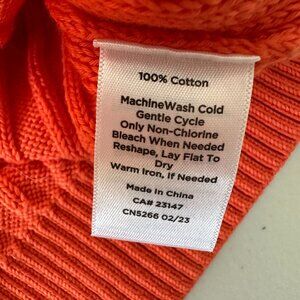 100% Cotton
MachineWash Cold
Gentle Cycle
Only Non-Chlorine
Bleach When Needed
Reshape, Lay Flat To
Dry
Warm Iron, If Needed
Made In China
CA# 23147
CN5266 02/23